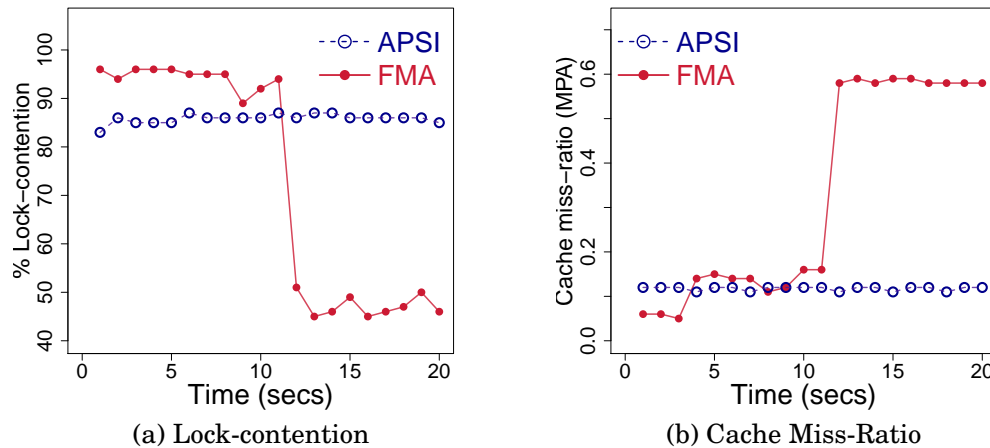 % Lock−contention
100
90
80
70
60
50
40
APSI
FMA
0 5 10 15 20
Time (secs)
(a) Lock-contention
Cache miss−ratio (MPA)
0.6
0.4
0.2
0.0
APSI
FMA
0 5 10 15 20
Time (secs)
(b) Cache Miss-Ratio